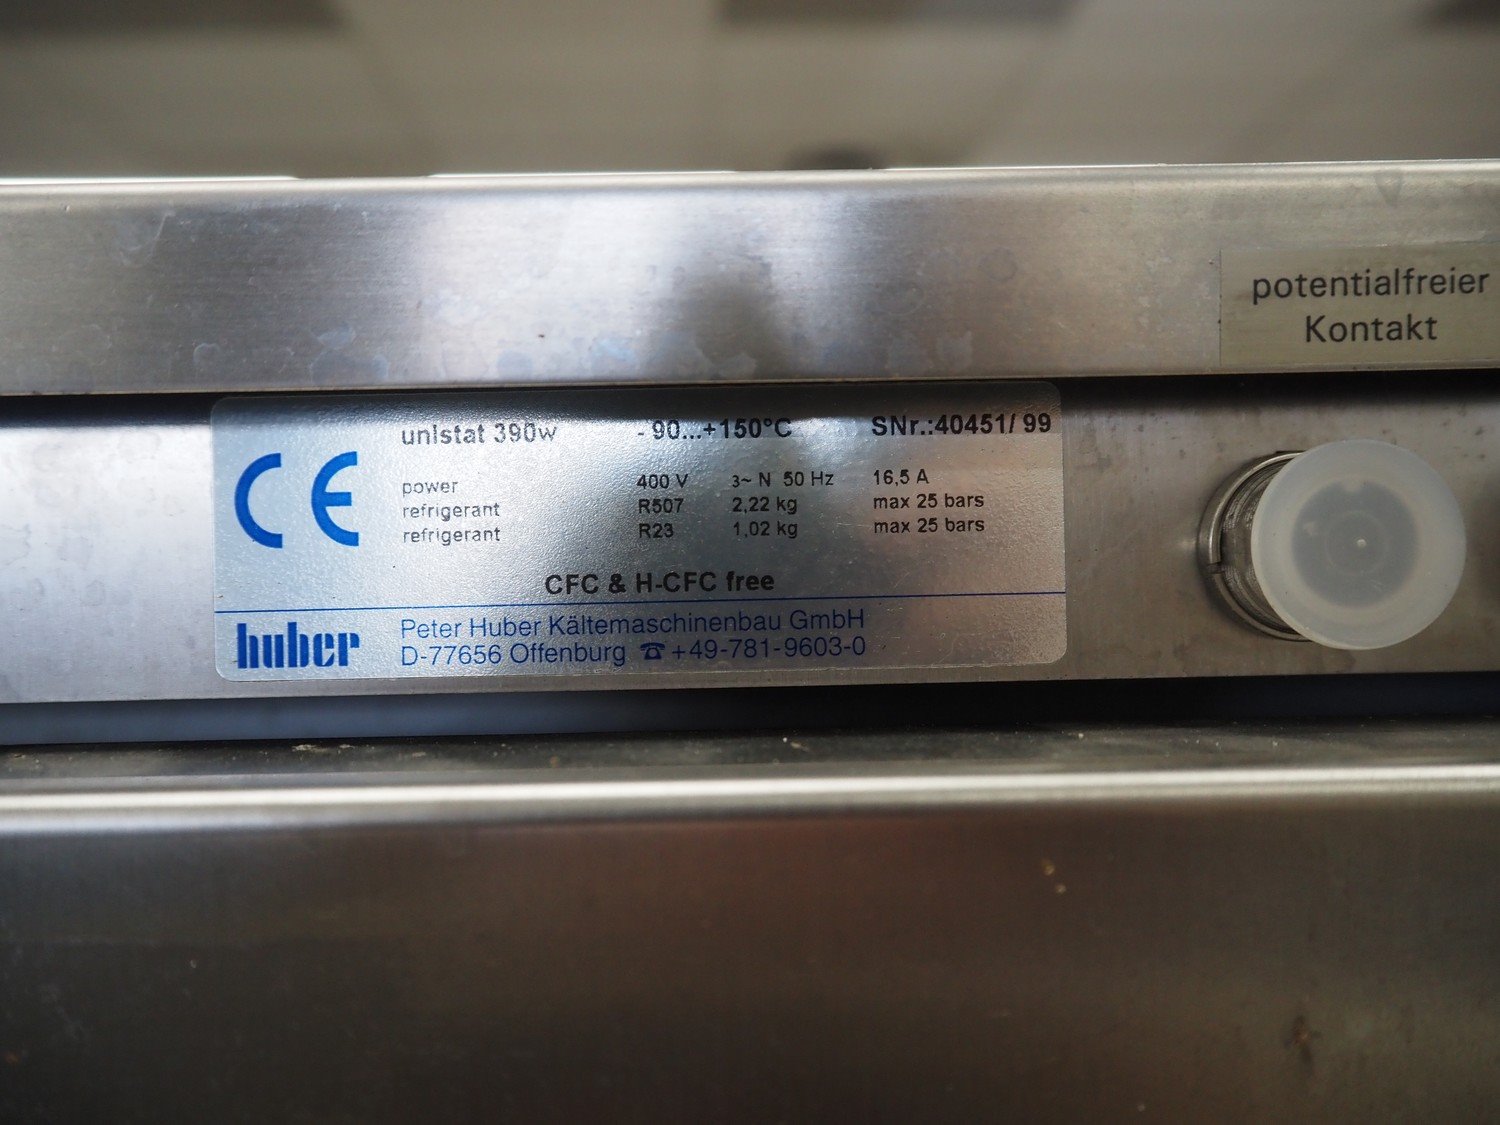 potentialfreier
Kontakt
unistat 390w - 90...+150°C SNr.:40451/ 99
power 400 V 3~ N 50 Hz 16,5 A
refrigerant R507 2,22 kg max 25 bars
refrigerant R23 1,02 kg max 25 bars
CFC & H-CFC free
CE
huber
Peter Huber Kältemaschinenbau GmbH
D-77656 Offenburg ☎ +49-781-9603-0